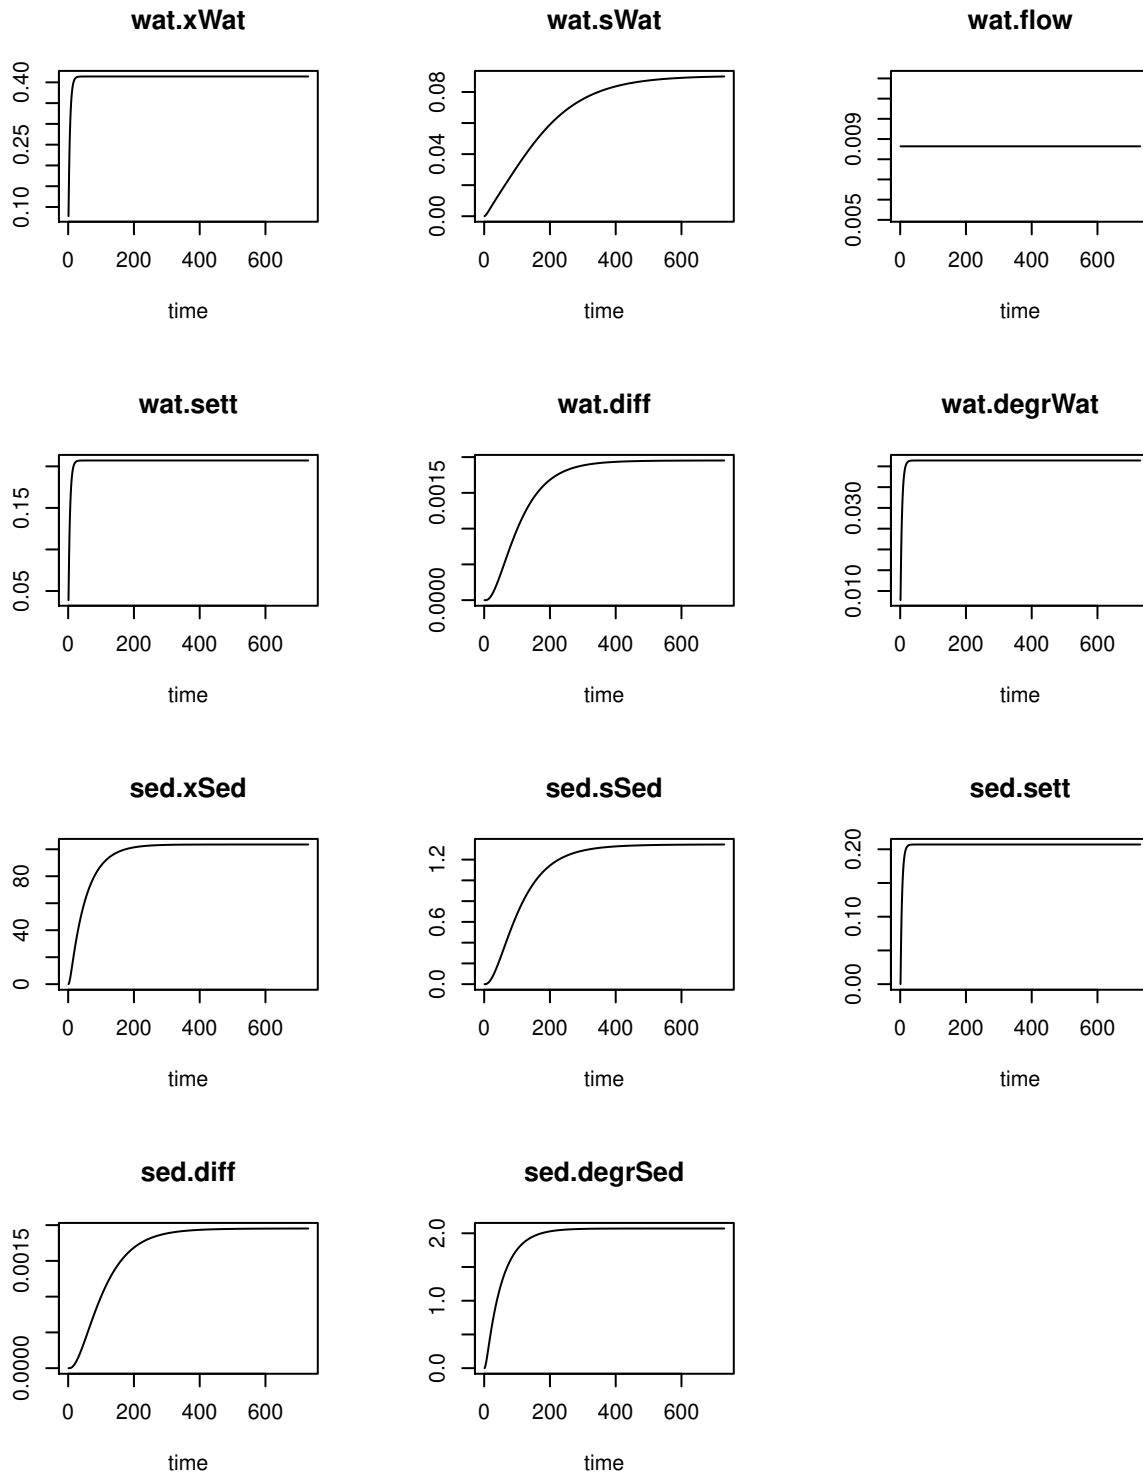 wat.xWat
0.10 0.25 0.40
0 200 400 600
time
wat.sWat
0.00 0.04 0.08
0 200 400 600
time
wat.flow
0.005 0.009
0 200 400 600
time
wat.sett
0.05 0.15
0 200 400 600
time
wat.diff
0.0000 0.0015
0 200 400 600
time
wat.degrWat
0.010 0.030
0 200 400 600
time
sed.xSed
0 40 80
0 200 400 600
time
sed.sSed
0.0 0.6 1.2
0 200 400 600
time
sed.sett
0.00 0.10 0.20
0 200 400 600
time
sed.diff
0.0000 0.0015
0 200 400 600
time
sed.degrSed
0.0 1.0 2.0
0 200 400 600
time